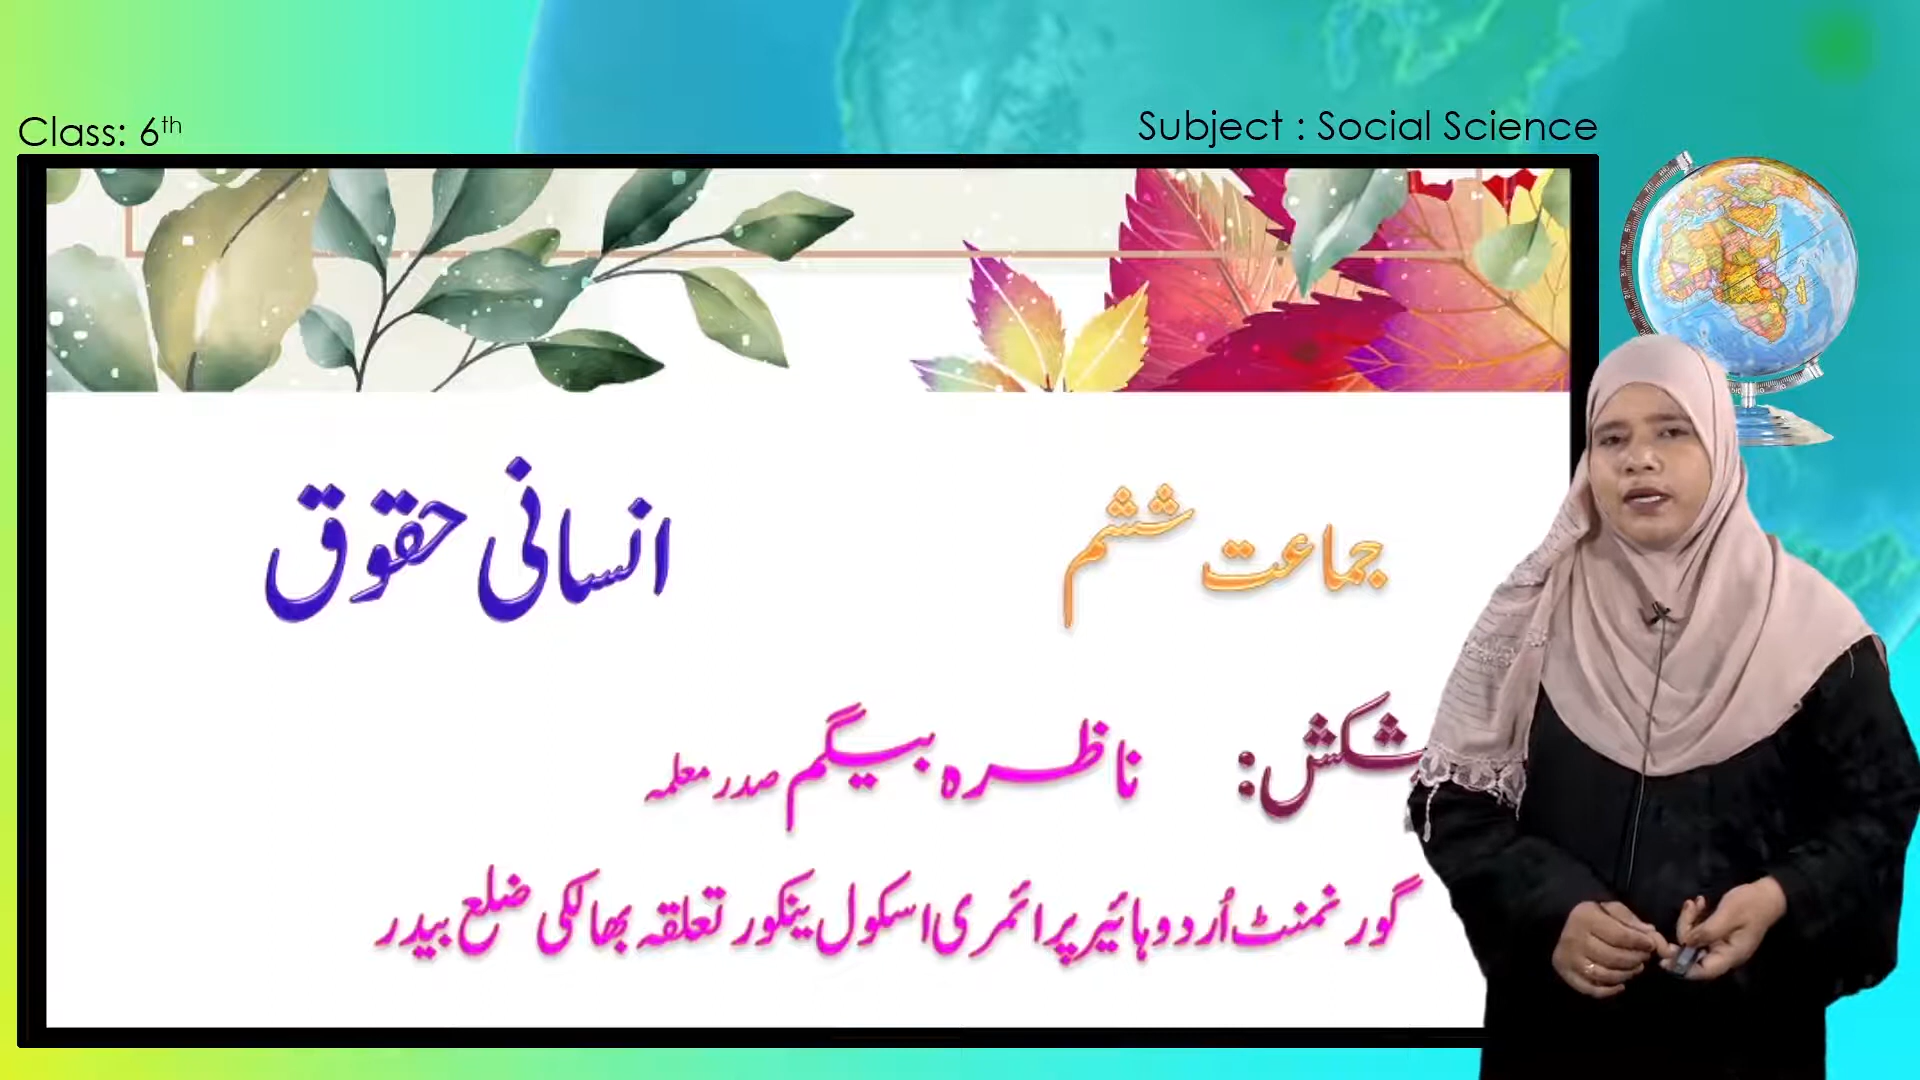 Class: 6th
Subject : Social Science
جماعت ششم
انسانی حقوق
ناظرہ بیگم صدر معلمہ
گورنمنٹ اُردو ہائیر پرائمری اسکول ینکور تعلقہ بھالکی ضلع بیدر